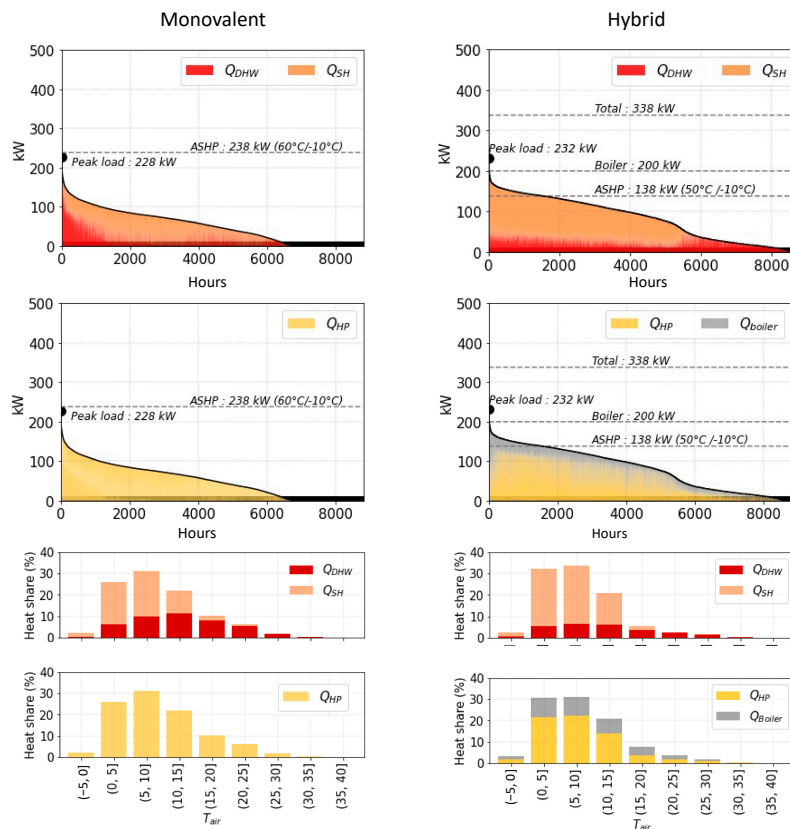 Monovalent
Hybrid
500
400
300
200
100
0
kW
Q_DHW
Q_SH
ASHP : 238 kW (60°C/-10°C)
Peak load : 228 kW
0
2000
4000
6000
8000
Hours
500
400
300
200
100
0
kW
Q_DHW
Q_SH
Total : 338 kW
Peak load : 232 kW
Boiler : 200 kW
ASHP : 138 kW (50°C /-10°C)
0
2000
4000
6000
8000
Hours
500
400
300
200
100
0
kW
Q_HP
ASHP : 238 kW (60°C/-10°C)
Peak load : 228 kW
0
2000
4000
6000
8000
Hours
500
400
300
200
100
0
kW
Q_HP
Q_boiler
Total : 338 kW
Peak load : 232 kW
Boiler : 200 kW
ASHP : 138 kW (50°C /-10°C)
0
2000
4000
6000
8000
Hours
Heat share (%)
40
30
20
10
0
Q_DHW
Q_SH
Heat share (%)
40
30
20
10
0
Q_DHW
Q_SH
Heat share (%)
40
30
20
10
0
Q_HP
(−5, 0]
(0, 5]
(5, 10]
(10, 15]
(15, 20]
(20, 25]
(25, 30]
(30, 35]
(35, 40]
T_air
Heat share (%)
40
30
20
10
0
Q_HP
Q_Boiler
(−5, 0]
(0, 5]
(5, 10]
(10, 15]
(15, 20]
(20, 25]
(25, 30]
(30, 35]
(35, 40]
T_air